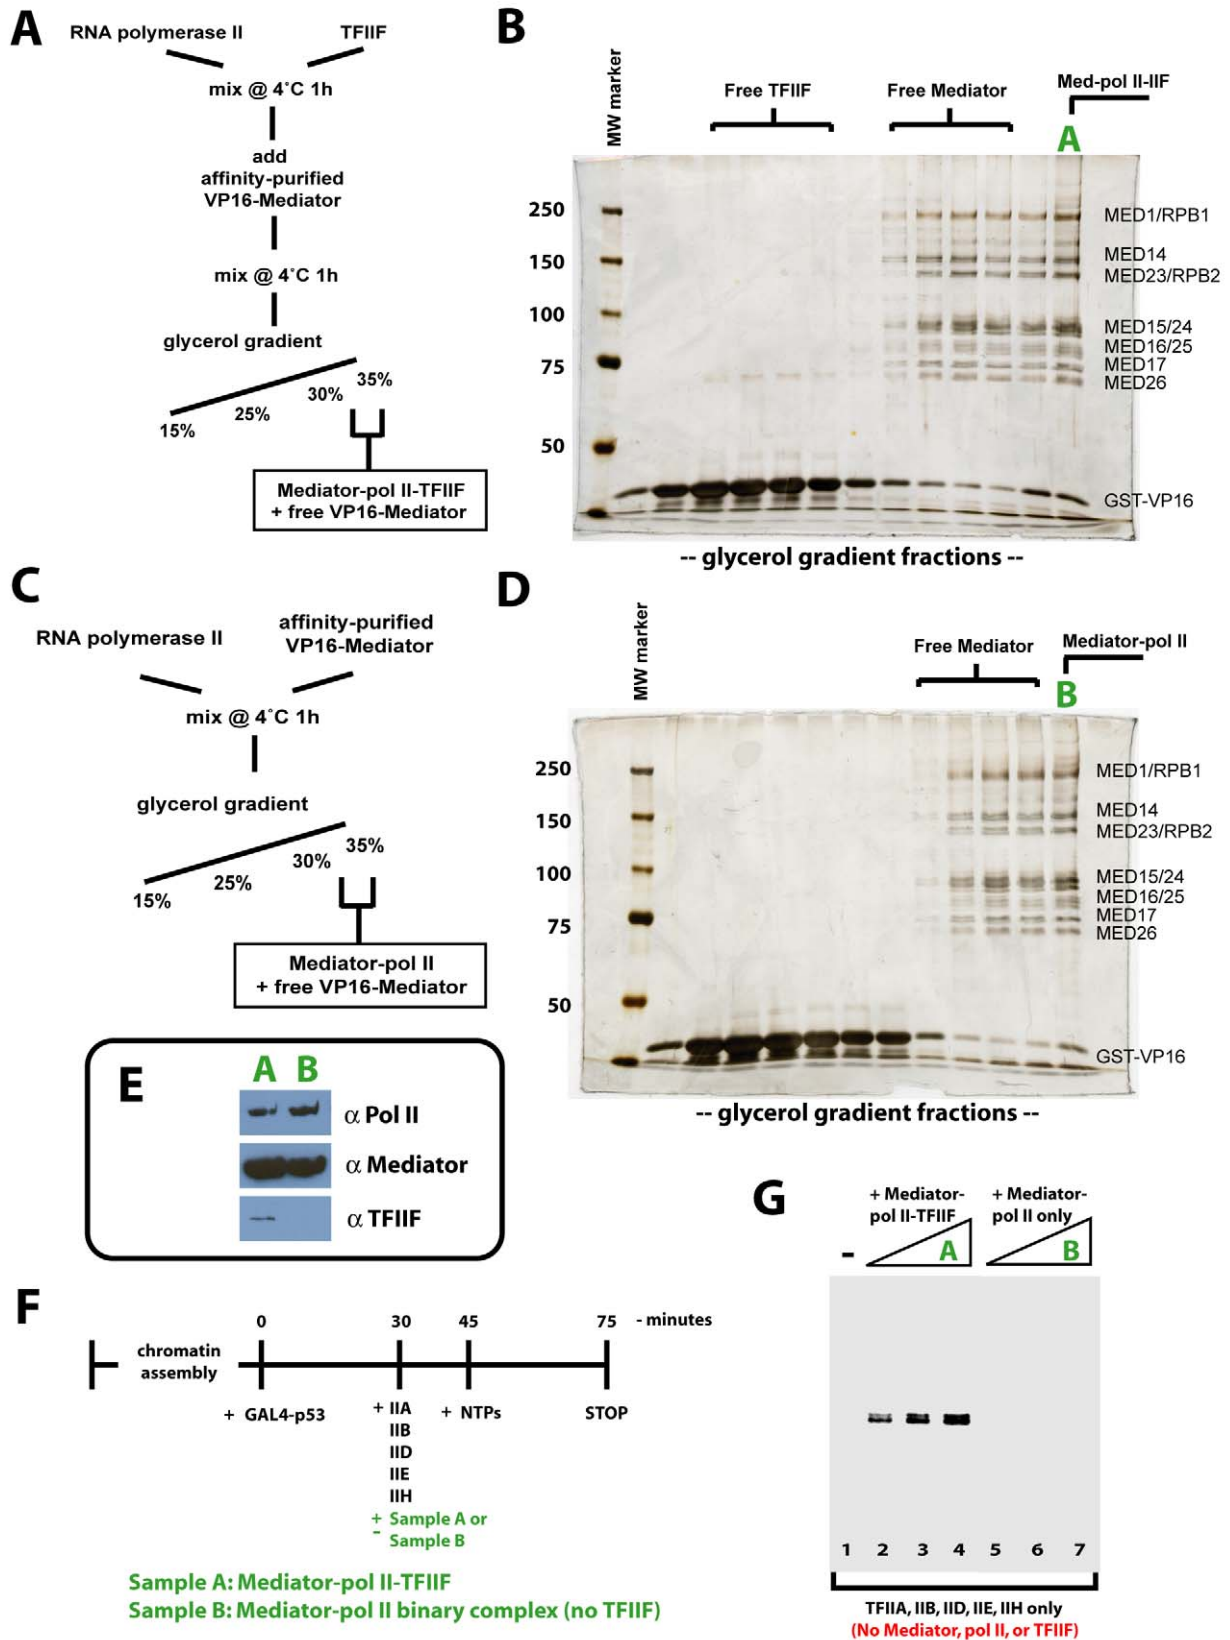 A
RNA polymerase II
TFIIF
mix @ 4˚C 1h
add
affinity-purified
VP16-Mediator
mix @ 4˚C 1h
glycerol gradient
15%
25%
30%
35%
Mediator-pol II-TFIIF
+ free VP16-Mediator
B
MW marker
Free TFIIF
Free Mediator
Med-pol II-IIF
A
250
150
100
75
50
MED1/RPB1
MED14
MED23/RPB2
MED15/24
MED16/25
MED17
MED26
GST-VP16
-- glycerol gradient fractions --
C
RNA polymerase II
affinity-purified
VP16-Mediator
mix @ 4˚C 1h
glycerol gradient
15%
25%
30%
35%
Mediator-pol II
+ free VP16-Mediator
D
MW marker
Free Mediator
Mediator-pol II
B
250
150
100
75
50
MED1/RPB1
MED14
MED23/RPB2
MED15/24
MED16/25
MED17
MED26
GST-VP16
-- glycerol gradient fractions --
E
A B
α Pol II
α Mediator
α TFIIF
F
0 30 45 75 - minutes
chromatin
assembly
+ GAL4-p53
+ IIA
IIB
IID
IIE
IIH
+ Sample A or
- Sample B
+ NTPs
STOP
Sample A: Mediator-pol II-TFIIF
Sample B: Mediator-pol II binary complex (no TFIIF)
G
+ Mediator-
pol II-TFIIF
+ Mediator-
pol II only
- A B
1 2 3 4 5 6 7
TFIIA, IIB, IID, IIE, IIH only
(No Mediator, pol II, or TFIIF)